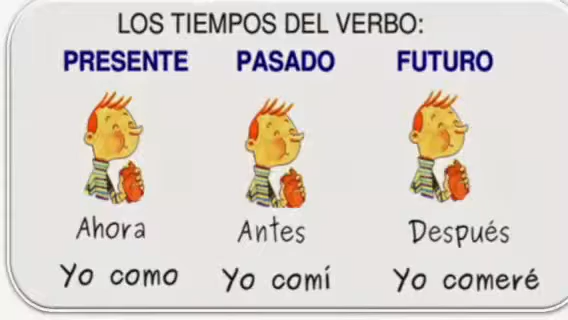 LOS TIEMPOS DEL VERBO:
PRESENTE PASADO FUTURO
Ahora Antes Después
Yo como Yo comí Yo comeré